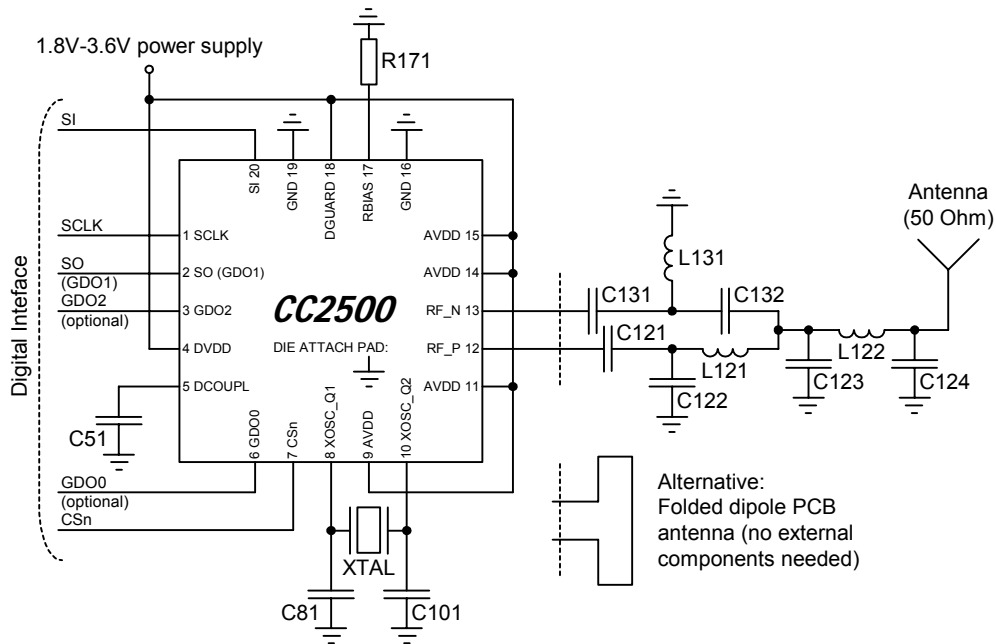 1.8V-3.6V power supply
R171
SI
SI 20
GND 19
DGUARD 18
RBIAS 17
GND 16
Antenna
(50 Ohm)
Digital Inteface
SCLK
1 SCLK
AVDD 15
L131
SO
(GDO1)
2 SO (GDO1)
AVDD 14
C131
C132
GDO2
(optional)
3 GDO2
CC2500
RF_N 13
C121
4 DVDD
DIE ATTACH PAD:
RF_P 12
L121
L122
C123
C124
5 DCOUPL
AVDD 11
C122
C51
6 GDO0
7 CSn
8 XOSC_Q1
9 AVDD
10 XOSC_Q2
GDO0
(optional)
CSn
XTAL
C81
C101
Alternative:
Folded dipole PCB
antenna (no external
components needed)